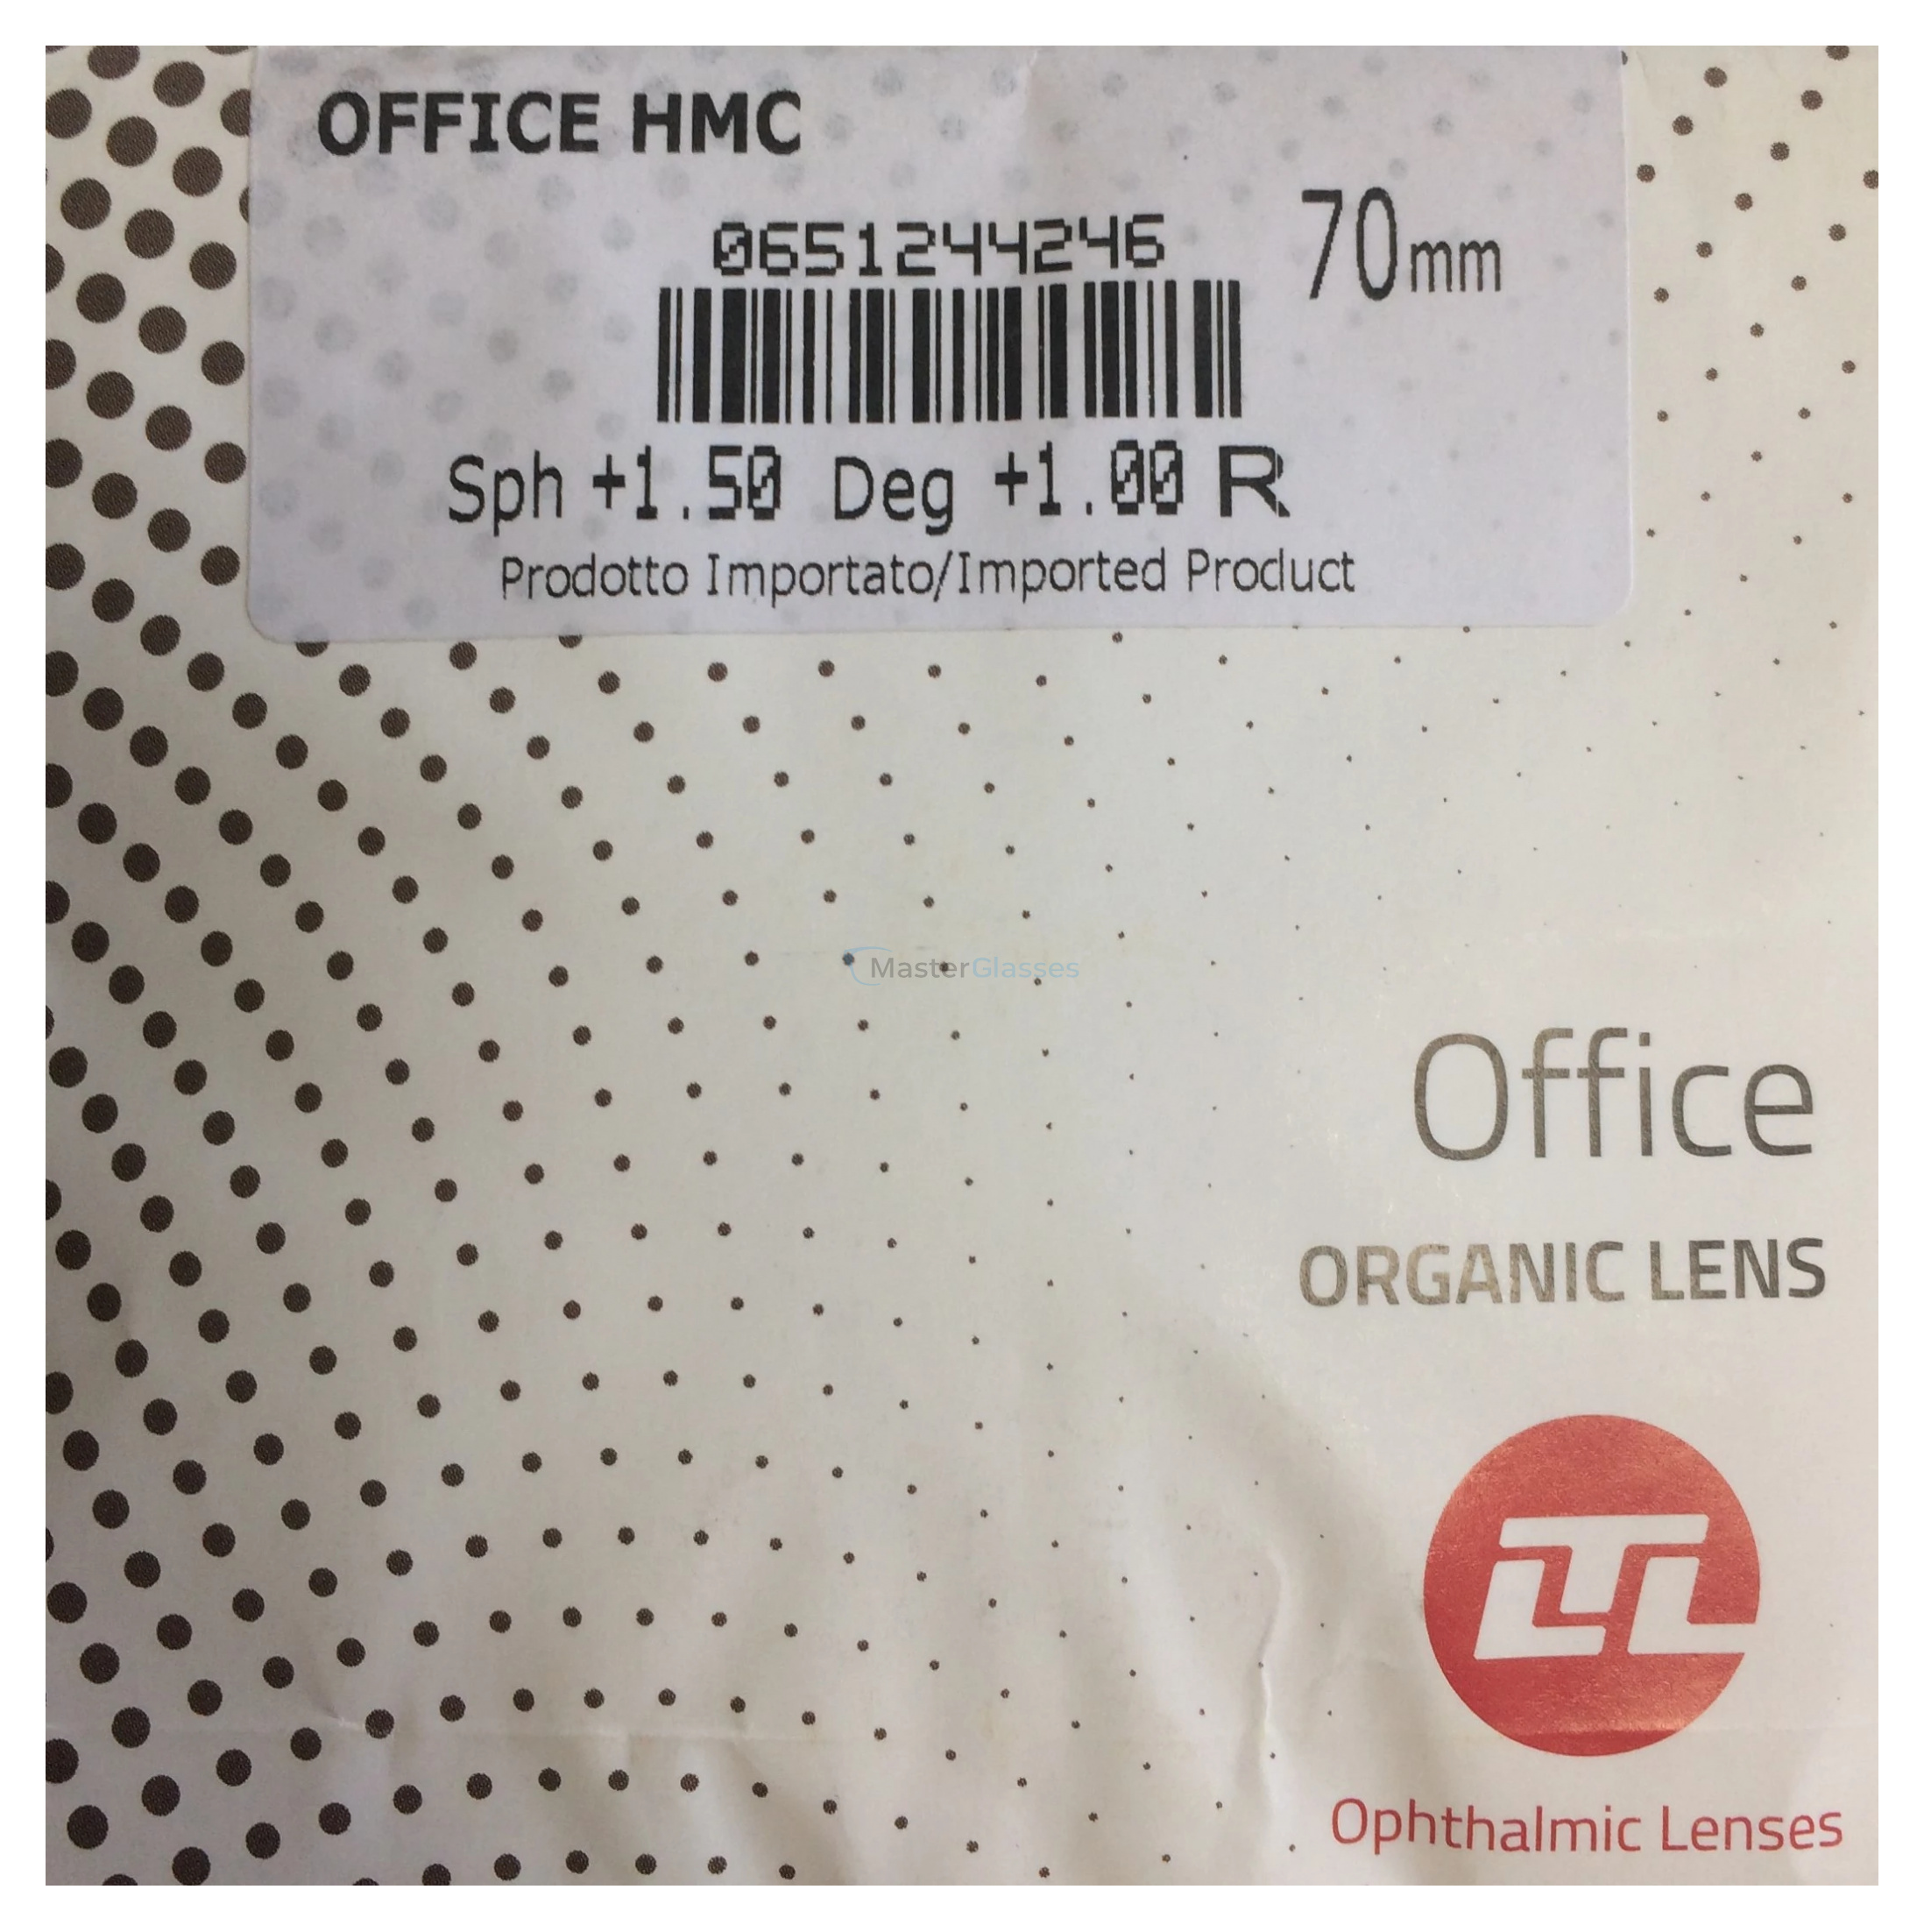 OFFICE HMC
0651244246
70mm
Sph +1.50 Deg +1.00 R
Prodotto Importato/Imported Product
MasterGlasses
Office
ORGANIC LENS
LTL
Ophthalmic Lenses